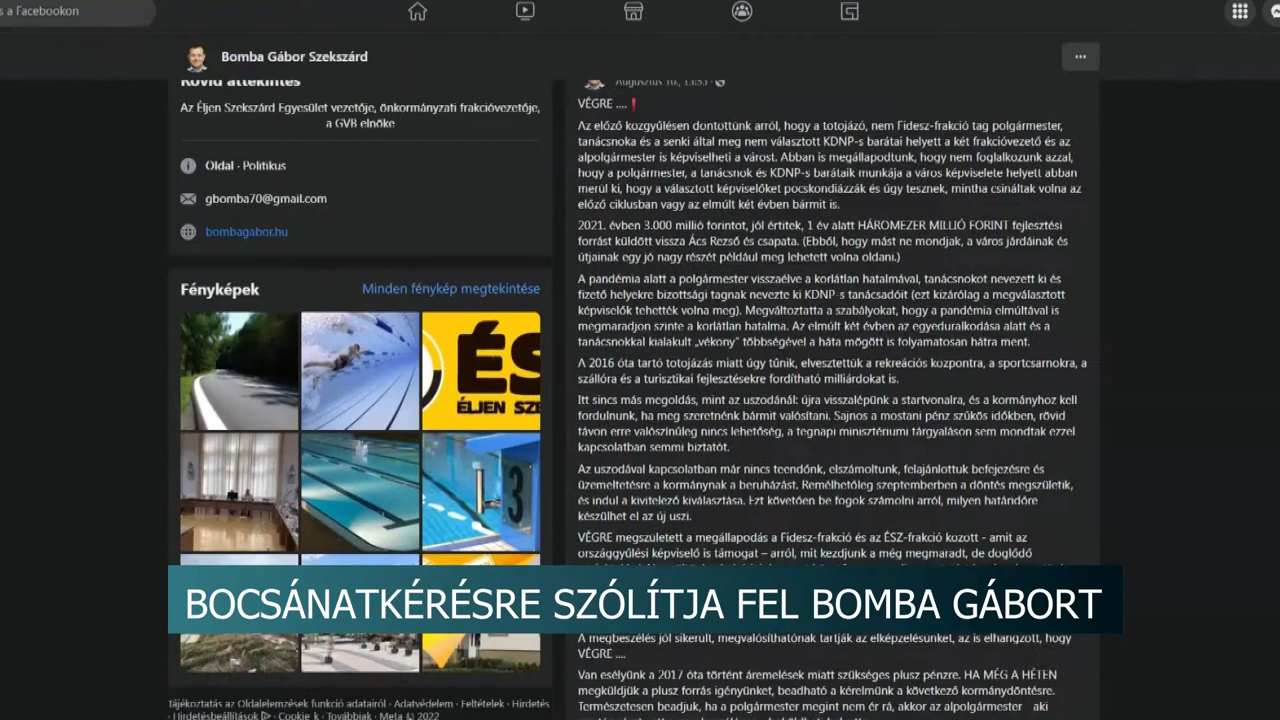 s a Facebookon
Bomba Gábor Szekszárd
Rövid áttekintés
Az Éljen Szekszárd Egyesület vezetője, önkormányzati frakcióvezetője,
a GVB elnöke
Oldal · Politikus
gbomba70@gmail.com
bombagabor.hu
Fényképek
Minden fénykép megtekintése
ÉS
ÉLJEN SZE
3
Tájékoztatás az Oldalelemzések funkció adatairól · Adatvédelem · Feltételek · Hirdetés
· Hirdetésbeállítások · Cookie-k · Továbbiak · Meta © 2022
VÉGRE ....❗
Az előző közgyűlésen döntöttünk arról, hogy a totojázó, nem Fidesz-frakció tag polgármester,
tanácsnoka és a senki által meg nem választott KDNP-s barátai helyett a két frakcióvezető és az
alpolgármester is képviselheti a várost. Abban is megállapodtunk, hogy nem foglalkozunk azzal,
hogy a polgármester, a tanácsnok és KDNP-s barátaik munkája a város képviselete helyett abban
merül ki, hogy a választott képviselőket pocskondiázzák és úgy tesznek, mintha csináltak volna az
előző ciklusban vagy az elmúlt két évben bármit is.
2021. évben 3.000 millió forintot, jól értitek, 1 év alatt HÁROMEZER MILLIÓ FORINT fejlesztési
forrást küldött vissza Ács Rezső és csapata. (Ebből, hogy mást ne mondjak, a város járdáinak és
útjainak egy jó nagy részét például meg lehetett volna oldani.)
A pandémia alatt a polgármester visszaélve a korlátlan hatalmával, tanácsnokot nevezett ki és
fizető helyekre bizottsági tagnak nevezte ki KDNP-s tanácsadóit (ezt kizárólag a megválasztott
képviselők tehették volna meg). Megváltoztatta a szabályokat, hogy a pandémia elmúltával is
megmaradjon szinte a korlátlan hatalma. Az elmúlt két évben az egyeduralkodása alatt és a
tanácsnokkal kialakult „vékony” többségével a háta mögött is folyamatosan hátra ment.
A 2016 óta tartó totojázás miatt úgy tűnik, elvesztettük a rekreációs központra, a sportcsarnokra, a
szállóra és a turisztikai fejlesztésekre fordítható milliárdokat is.
Itt sincs más megoldás, mint az uszodánál: újra visszalépünk a startvonalra, és a kormányhoz kell
fordulnunk, ha meg szeretnénk bármit valósítani. Sajnos a mostani pénz szűkös időkben, rövid
távon erre valószínűleg nincs lehetőség, a tegnapi minisztériumi tárgyaláson sem mondtak ezzel
kapcsolatban semmi biztatót.
Az uszodával kapcsolatban már nincs teendőnk, elszámoltunk, felajánlottuk befejezésre és
üzemeltetésre a kormánynak a beruházást. Remélhetőleg szeptemberben a döntés megszületik,
és indul a kivitelező kiválasztása. Ezt követően be fogok számolni arról, milyen határidőre
készülhet el az új uszi.
VÉGRE megszületett a megállapodás a Fidesz-frakció és az ÉSZ-frakció között - amit az
országgyűlési képviselő is támogat – arról, mit kezdjunk a még megmaradt, de döglődő
BOCSÁNATKÉRÉSRE SZÓLÍTJA FEL BOMBA GÁBORT
A megbeszélés jól sikerült, megvalósíthatónak tartják az elképzelésünket, az is elhangzott, hogy
VÉGRE ....
Van esélyünk a 2017 óta történt áremelések miatt szükséges plusz pénzre. HA MÉG A HÉTEN
megküldjük a plusz forrás igényünket, beadható a kérelmünk a következő kormánydöntésre.
Természetesen beadjuk, ha a polgármester megint nem ér rá, akkor az alpolgármester aki